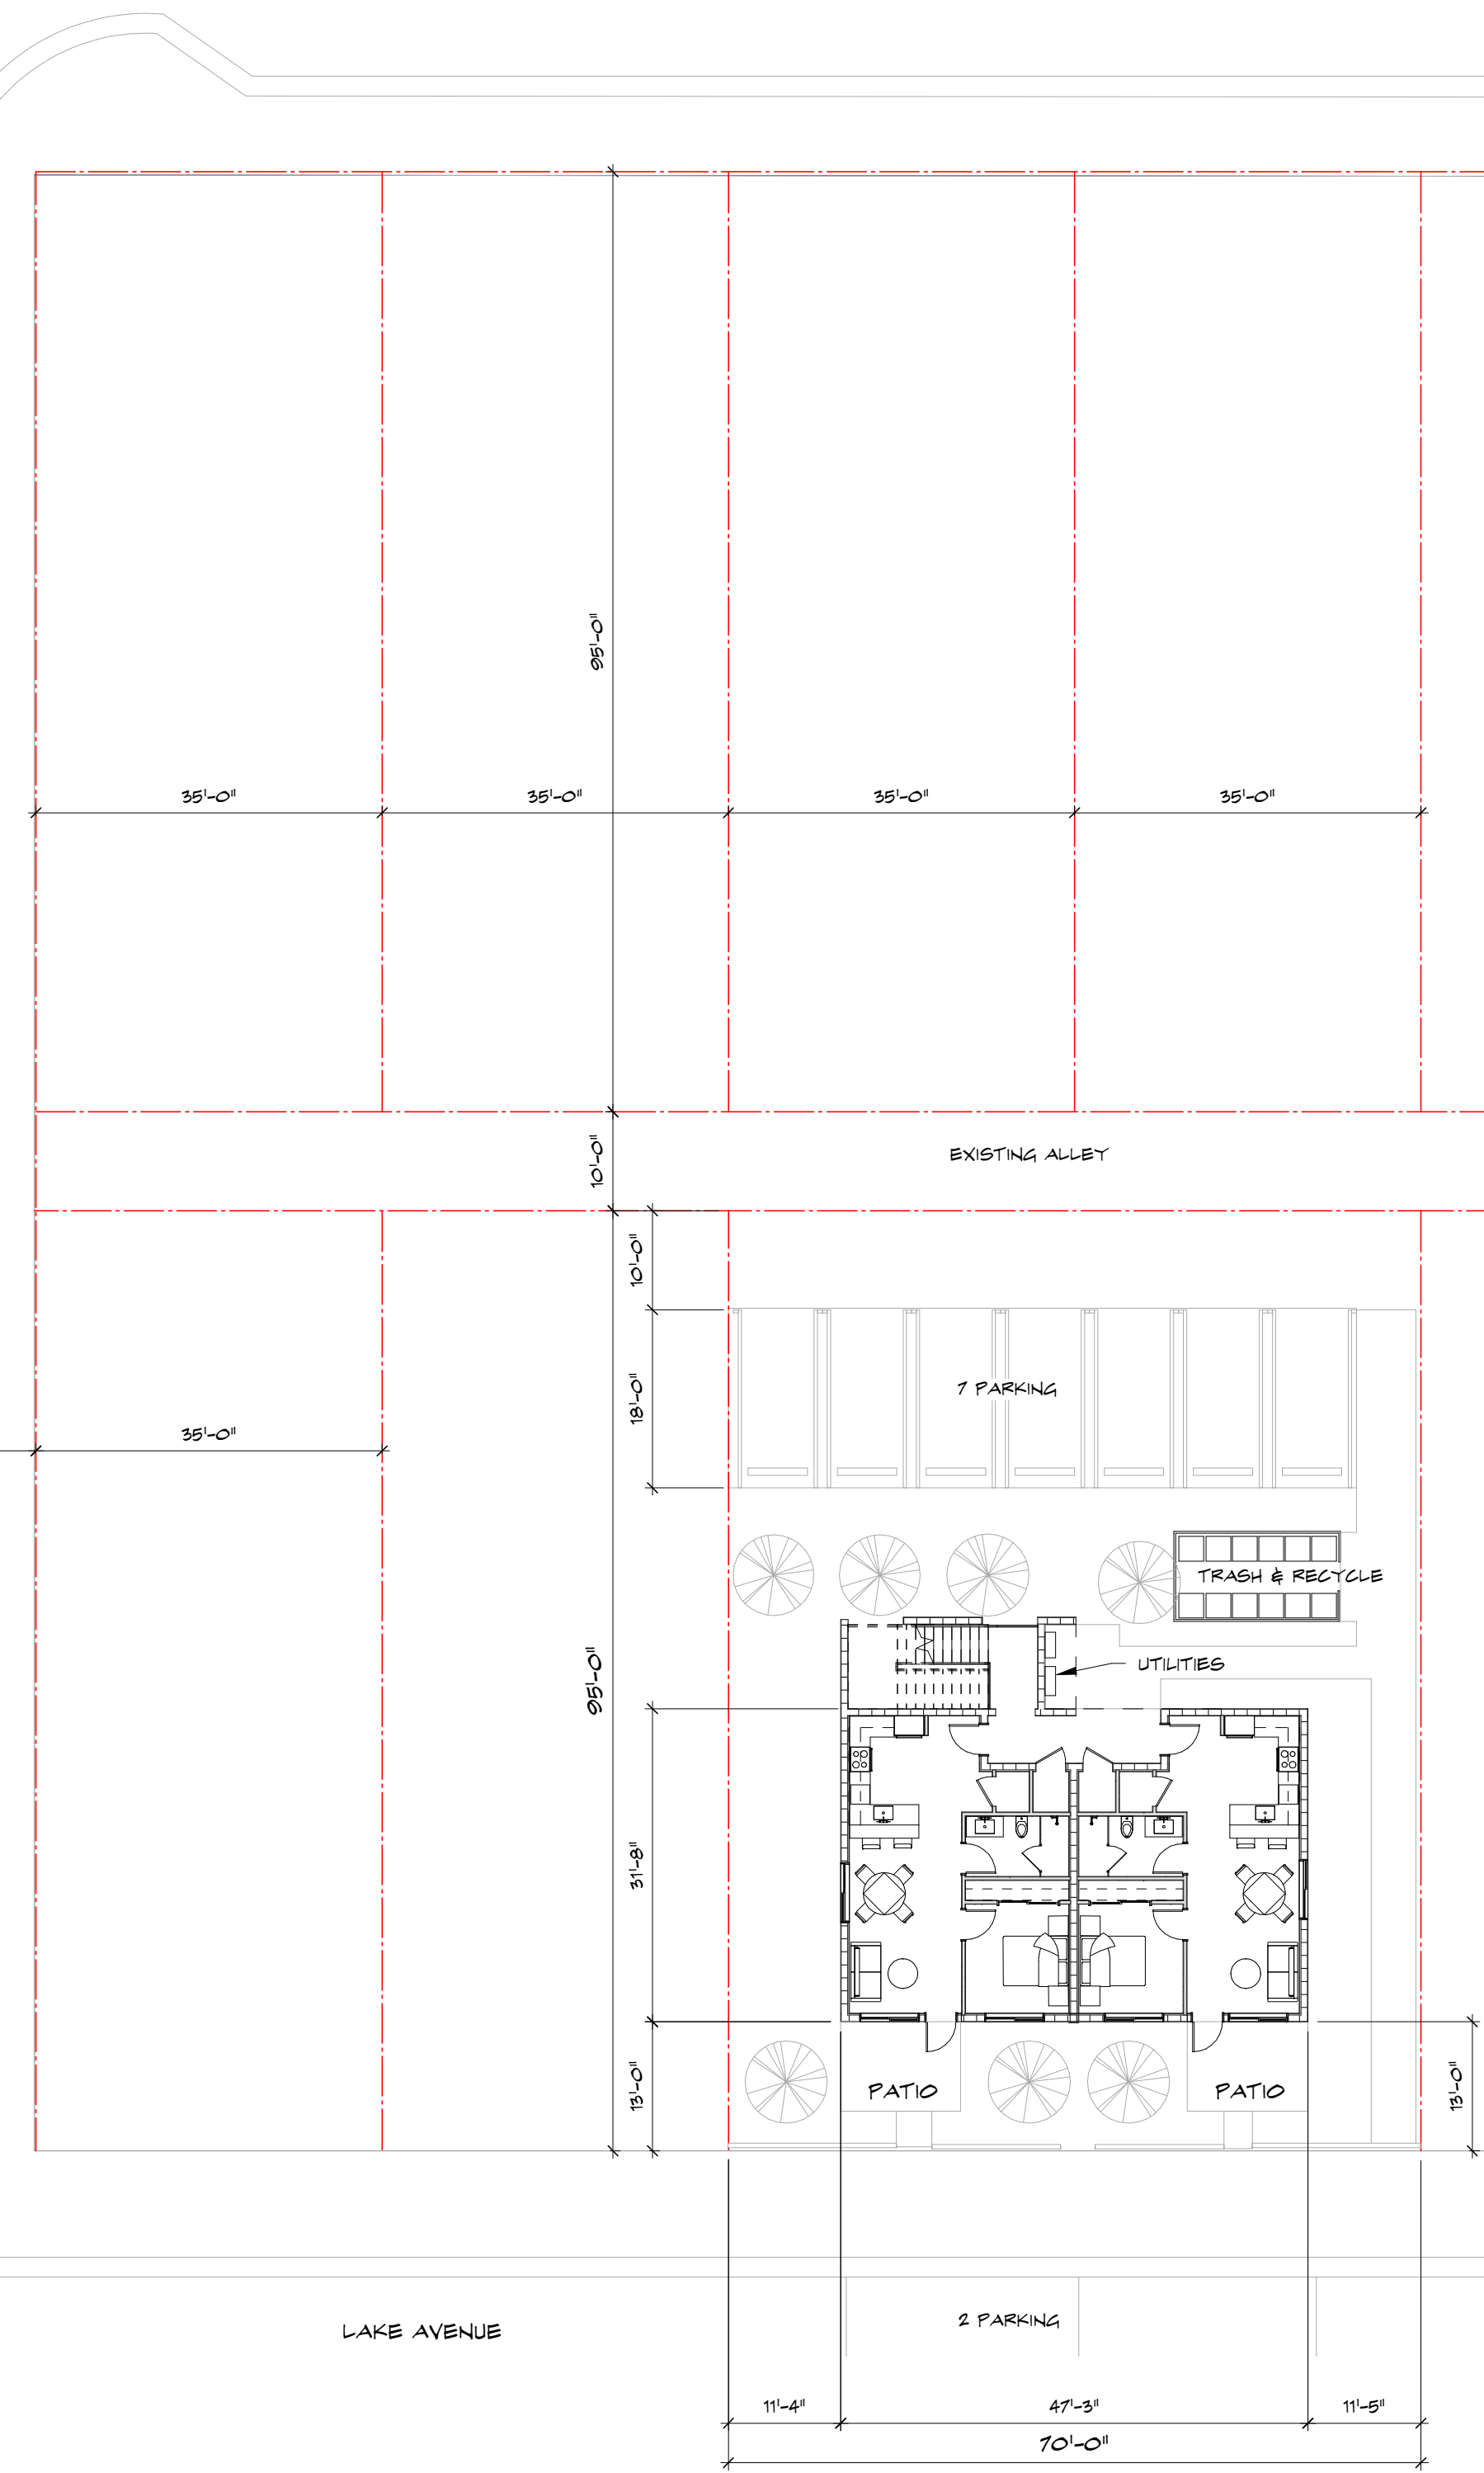 95'-0"
35'-0"
35'-0"
35'-0"
35'-0"
EXISTING ALLEY
10'-0"
10'-0"
7 PARKING
18'-0"
35'-0"
TRASH & RECYCLE
UTILITIES
95'-0"
31'-8"
13'-0"
PATIO
PATIO
13'-0"
LAKE AVENUE
2 PARKING
11'-4"
47'-3"
11'-5"
70'-0"